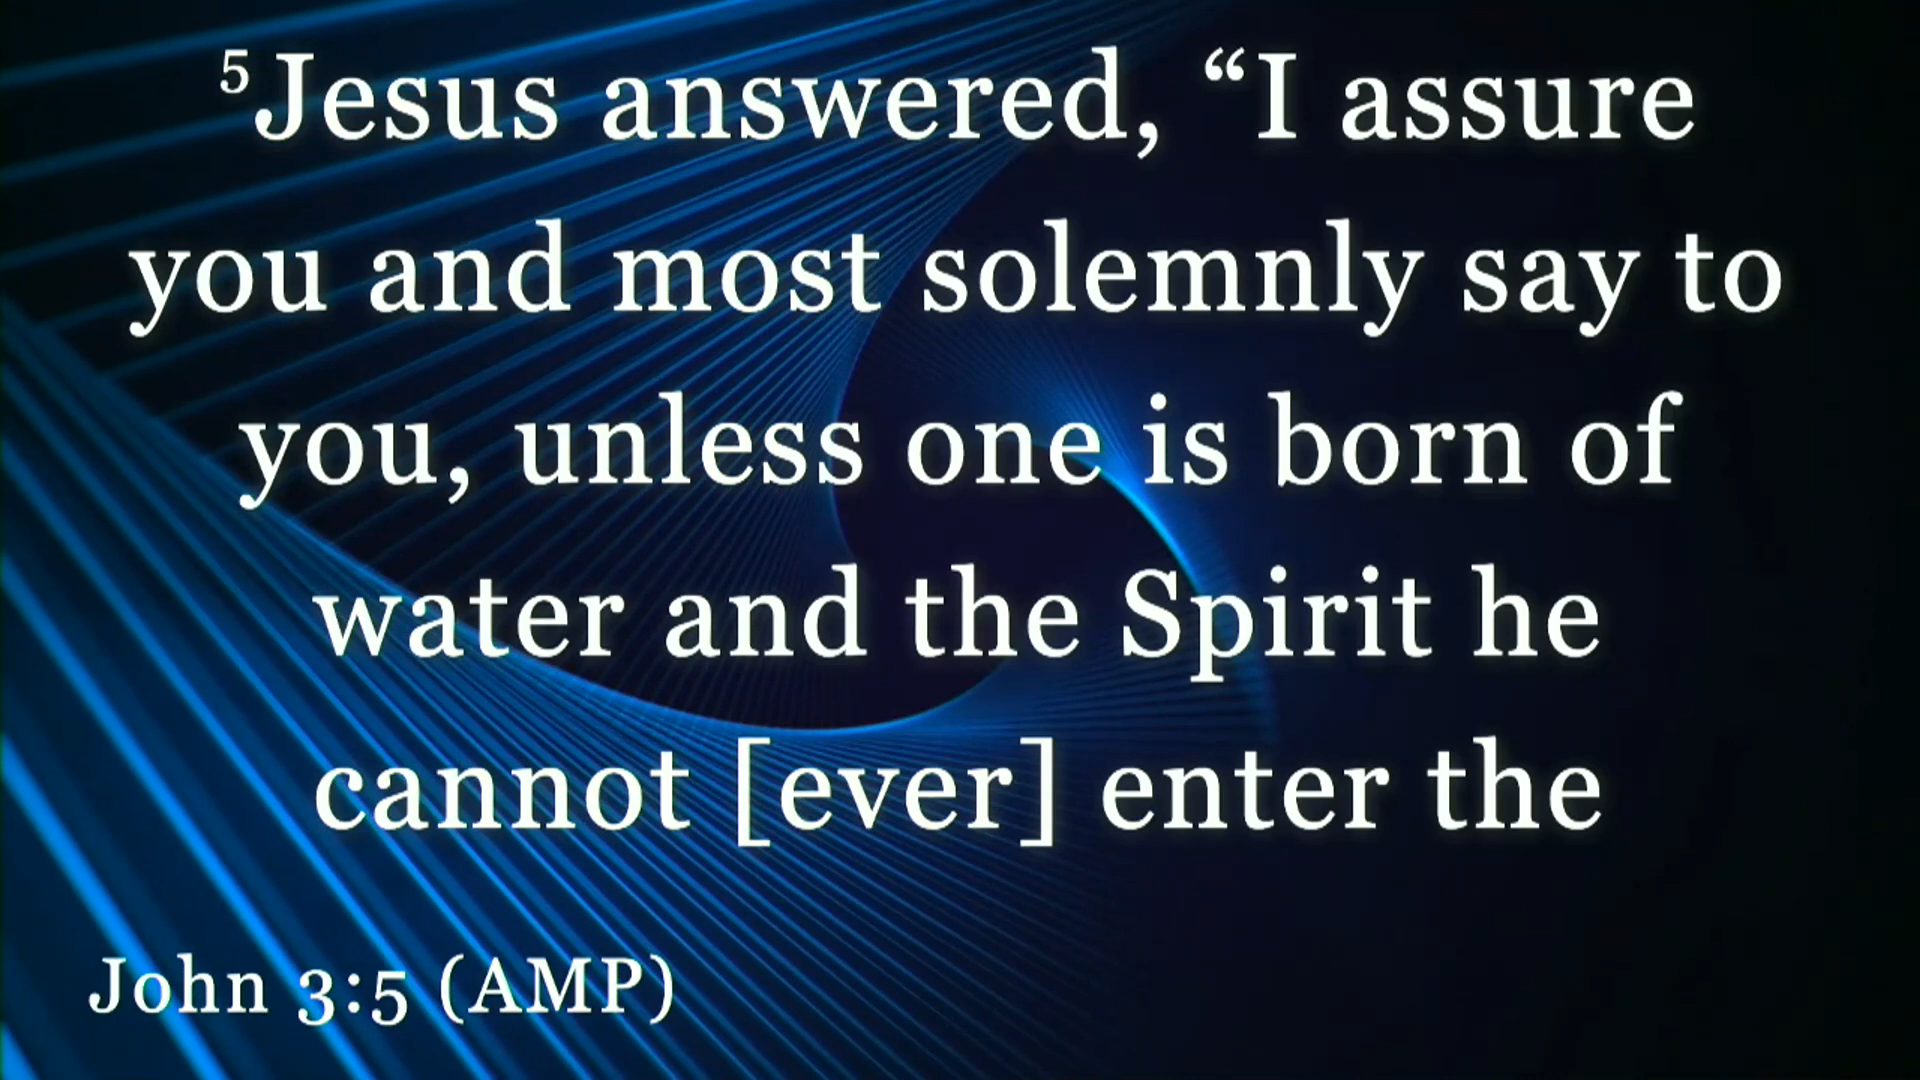 ⁵Jesus answered, “I assure
you and most solemnly say to
you, unless one is born of
water and the Spirit he
cannot [ever] enter the
John 3:5 (AMP)